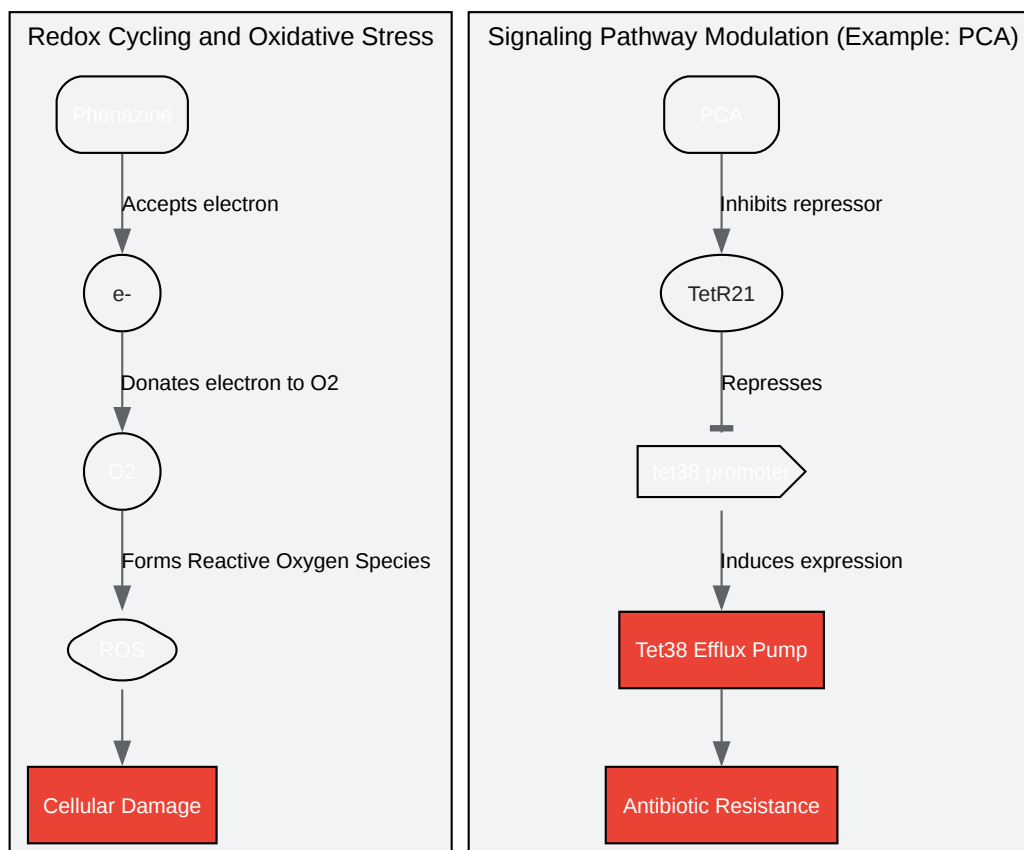 Redox Cycling and Oxidative Stress
Phenazine
Accepts electron
e-
Donates electron to O2
O2
Forms Reactive Oxygen Species
ROS
Cellular Damage
Signaling Pathway Modulation (Example: PCA)
PCA
Inhibits repressor
TetR21
Represses
tet38 promoter
Induces expression
Tet38 Efflux Pump
Antibiotic Resistance